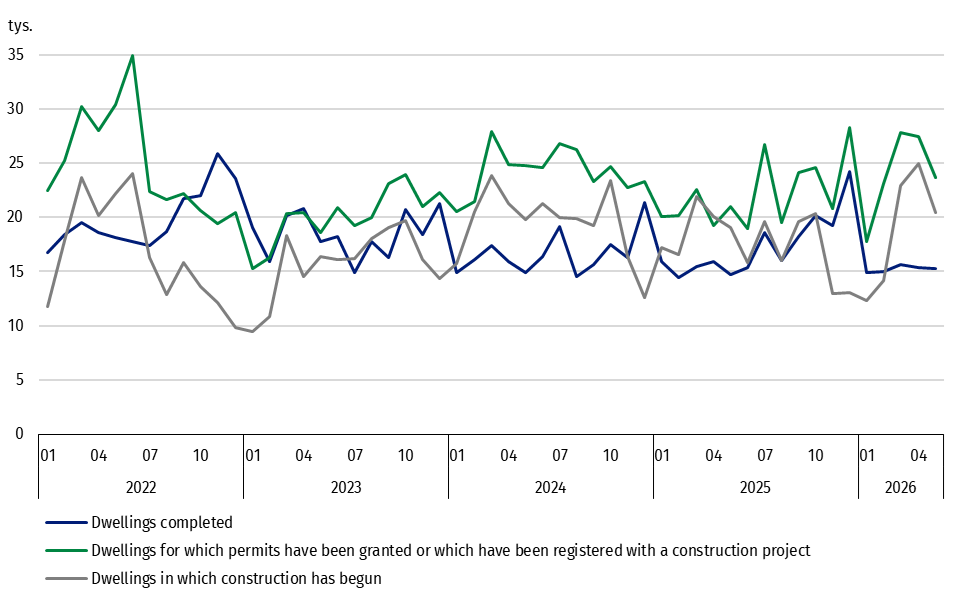 tys.
35
30
25
20
15
10
5
0
01 04 07 10 01 04 07 10 01 04 07 10 01 04 07 10 01 04
2022 2023 2024 2025 2026
Dwellings completed
Dwellings for which permits have been granted or which have been registered with a construction project
Dwellings in which construction has begun